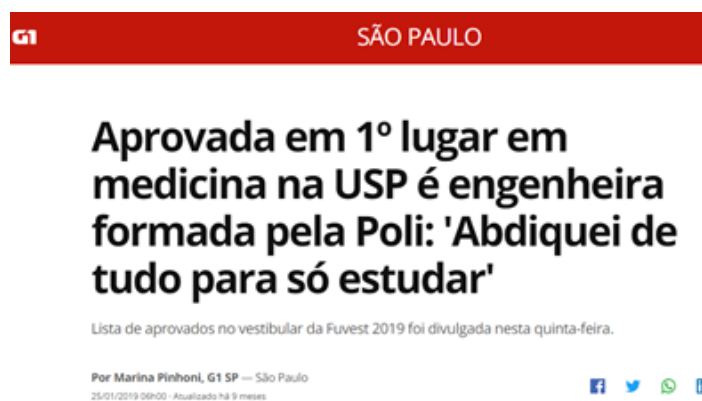 G1
SÃO PAULO
Aprovada em 1º lugar em
medicina na USP é engenheira
formada pela Poli: 'Abdiquei de
tudo para só estudar'
Lista de aprovados no vestibular da Fuvest 2019 foi divulgada nesta quinta-feira.
Por Marina Pinhoni, G1 SP — São Paulo
25/01/2019 06h00 · Atualizado há 9 meses